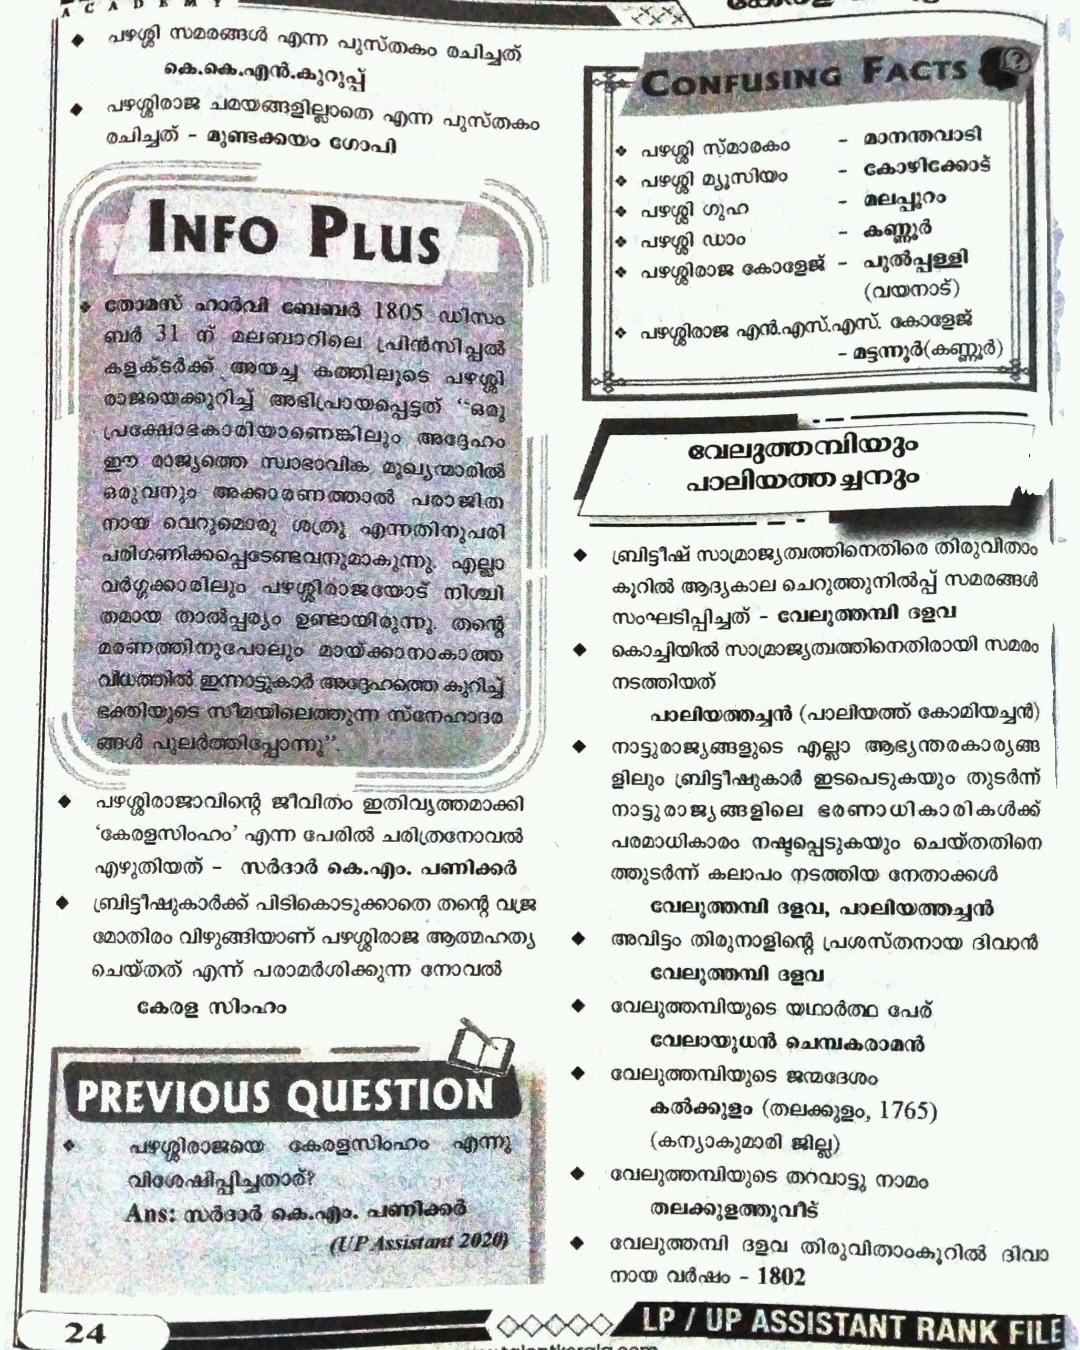 ACADEMY
പഴശ്ശി സമരങ്ങൾ എന്ന പുസ്തകം രചിച്ചത്
കെ.കെ.എൻ.കുറുപ്പ്
പഴശ്ശിരാജ ചമയങ്ങളില്ലാതെ എന്ന പുസ്തകം
രചിച്ചത് - മുണ്ടക്കയം ഗോപി
INFO PLUS
തോമസ് ഹാർവി ബേബർ 1805 ഡിസം
ബർ 31 ന് മലബാറിലെ പ്രിൻസിപ്പൽ
കളക്ടർക്ക് അയച്ച കത്തിലൂടെ പഴശ്ശി
രാജയെക്കുറിച്ച് അഭിപ്രായപ്പെട്ടത് "ഒരു
പ്രക്ഷോഭകാരിയാണെങ്കിലും അദ്ദേഹം
ഈ രാജ്യത്തെ സ്വാഭാവിക മുഖ്യന്മാരിൽ
ഒരുവനും അക്കാരണത്താൽ പരാജിത
നായ വെറുമൊരു ശത്രു എന്നതിനുപരി
പരിഗണിക്കപ്പെടേണ്ടവനുമാകുന്നു. എല്ലാ
വർഗ്ഗക്കാരിലും പഴശ്ശിരാജയോട് നിശ്ചി
തമായ താൽപ്പര്യം ഉണ്ടായിരുന്നു. തന്റെ
മരണത്തിനുപോലും മായ്ക്കാനാകാത്ത
വിധത്തിൽ ഇന്നാട്ടുകാർ അദ്ദേഹത്തെ കുറിച്ച്
ഭക്തിയുടെ സീമയിലെത്തുന്ന സ്നേഹാദര
ങ്ങൾ പുലർത്തിപ്പോന്നു".
പഴശ്ശിരാജാവിന്റെ ജീവിതം ഇതിവൃത്തമാക്കി
'കേരളസിംഹം' എന്ന പേരിൽ ചരിത്രനോവൽ
എഴുതിയത് - സർദാർ കെ.എം. പണിക്കർ
ബ്രിട്ടീഷുകാർക്ക് പിടികൊടുക്കാതെ തന്റെ വജ്ര
മോതിരം വിഴുങ്ങിയാണ് പഴശ്ശിരാജ ആത്മഹത്യ
ചെയ്തത് എന്ന് പരാമർശിക്കുന്ന നോവൽ
കേരള സിംഹം
PREVIOUS QUESTION
പഴശ്ശിരാജയെ കേരളസിംഹം എന്നു
വിശേഷിപ്പിച്ചതാര്?
Ans: സർദാർ കെ.എം. പണിക്കർ
(UP Assistant 2020)
CONFUSING FACTS
പഴശ്ശി സ്മാരകം - മാനന്തവാടി
പഴശ്ശി മ്യൂസിയം - കോഴിക്കോട്
പഴശ്ശി ഗുഹ - മലപ്പുറം
പഴശ്ശി ഡാം - കണ്ണൂർ
പഴശ്ശിരാജ കോളേജ് - പുൽപ്പള്ളി
(വയനാട്)
പഴശ്ശിരാജ എൻ.എസ്.എസ്. കോളേജ്
- മട്ടന്നൂർ(കണ്ണൂർ)
വേലുത്തമ്പിയും
പാലിയത്തച്ചനും
ബ്രിട്ടീഷ് സാമ്രാജ്യത്വത്തിനെതിരെ തിരുവിതാം
കൂറിൽ ആദ്യകാല ചെറുത്തുനിൽപ്പ് സമരങ്ങൾ
സംഘടിപ്പിച്ചത് - വേലുത്തമ്പി ദളവ
കൊച്ചിയിൽ സാമ്രാജ്യത്വത്തിനെതിരായി സമരം
നടത്തിയത്
പാലിയത്തച്ചൻ (പാലിയത്ത് കോമിയച്ചൻ)
നാട്ടുരാജ്യങ്ങളുടെ എല്ലാ ആഭ്യന്തരകാര്യങ്ങ
ളിലും ബ്രിട്ടീഷുകാർ ഇടപെടുകയും തുടർന്ന്
നാട്ടുരാജ്യങ്ങളിലെ ഭരണാധികാരികൾക്ക്
പരമാധികാരം നഷ്ടപ്പെടുകയും ചെയ്തതിനെ
ത്തുടർന്ന് കലാപം നടത്തിയ നേതാക്കൾ
വേലുത്തമ്പി ദളവ, പാലിയത്തച്ചൻ
അവിട്ടം തിരുനാളിന്റെ പ്രശസ്തനായ ദിവാൻ
വേലുത്തമ്പി ദളവ
വേലുത്തമ്പിയുടെ യഥാർത്ഥ പേര്
വേലായുധൻ ചെമ്പകരാമൻ
വേലുത്തമ്പിയുടെ ജന്മദേശം
കൽക്കുളം (തലക്കുളം, 1765)
(കന്യാകുമാരി ജില്ല)
വേലുത്തമ്പിയുടെ തറവാട്ടു നാമം
തലക്കുളത്തുവീട്
വേലുത്തമ്പി ദളവ തിരുവിതാംകൂറിൽ ദിവാ
നായ വർഷം - 1802
24
LP / UP ASSISTANT RANK FILE